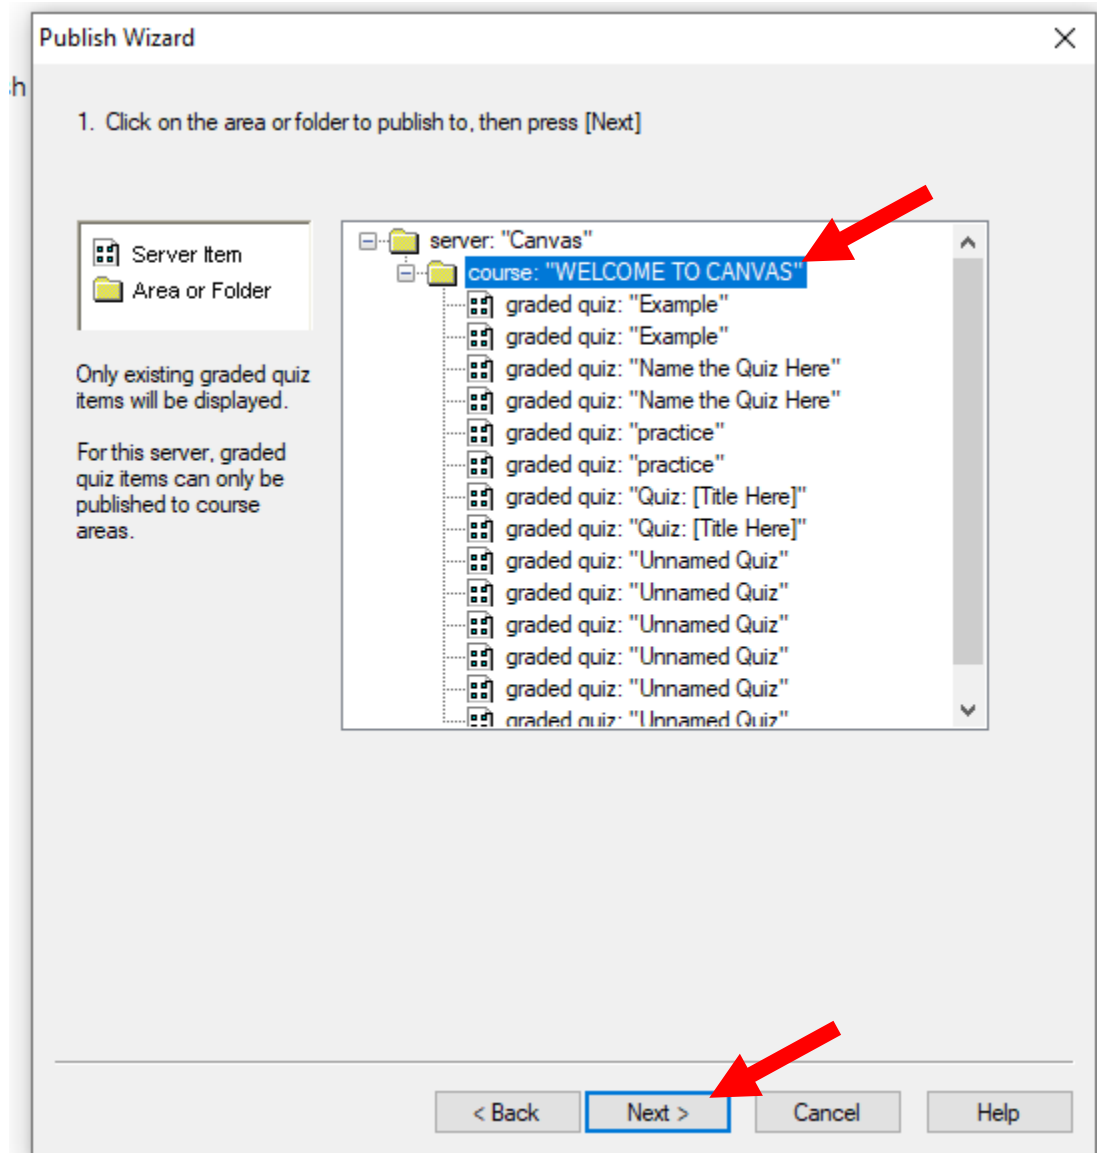 Publish Wizard
sh
1. Click on the area or folder to publish to, then press [Next]
Server Item
Area or Folder
Only existing graded quiz
items will be displayed.
For this server, graded
quiz items can only be
published to course
areas.
server: "Canvas"
course: "WELCOME TO CANVAS"
graded quiz: "Example"
graded quiz: "Example"
graded quiz: "Name the Quiz Here"
graded quiz: "Name the Quiz Here"
graded quiz: "practice"
graded quiz: "practice"
graded quiz: "Quiz: [Title Here]"
graded quiz: "Quiz: [Title Here]"
graded quiz: "Unnamed Quiz"
graded quiz: "Unnamed Quiz"
graded quiz: "Unnamed Quiz"
graded quiz: "Unnamed Quiz"
graded quiz: "Unnamed Quiz"
graded quiz: "Unnamed Quiz"
< Back
Next >
Cancel
Help